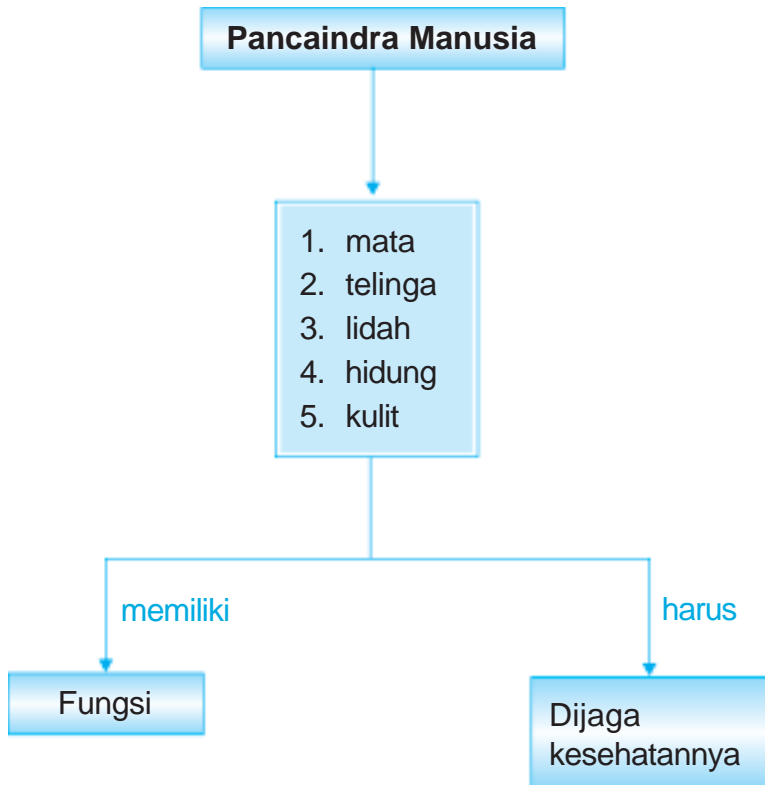 Pancaindra Manusia
1. mata
2. telinga
3. lidah
4. hidung
5. kulit
memiliki
harus
Fungsi
Dijaga
kesehatannya